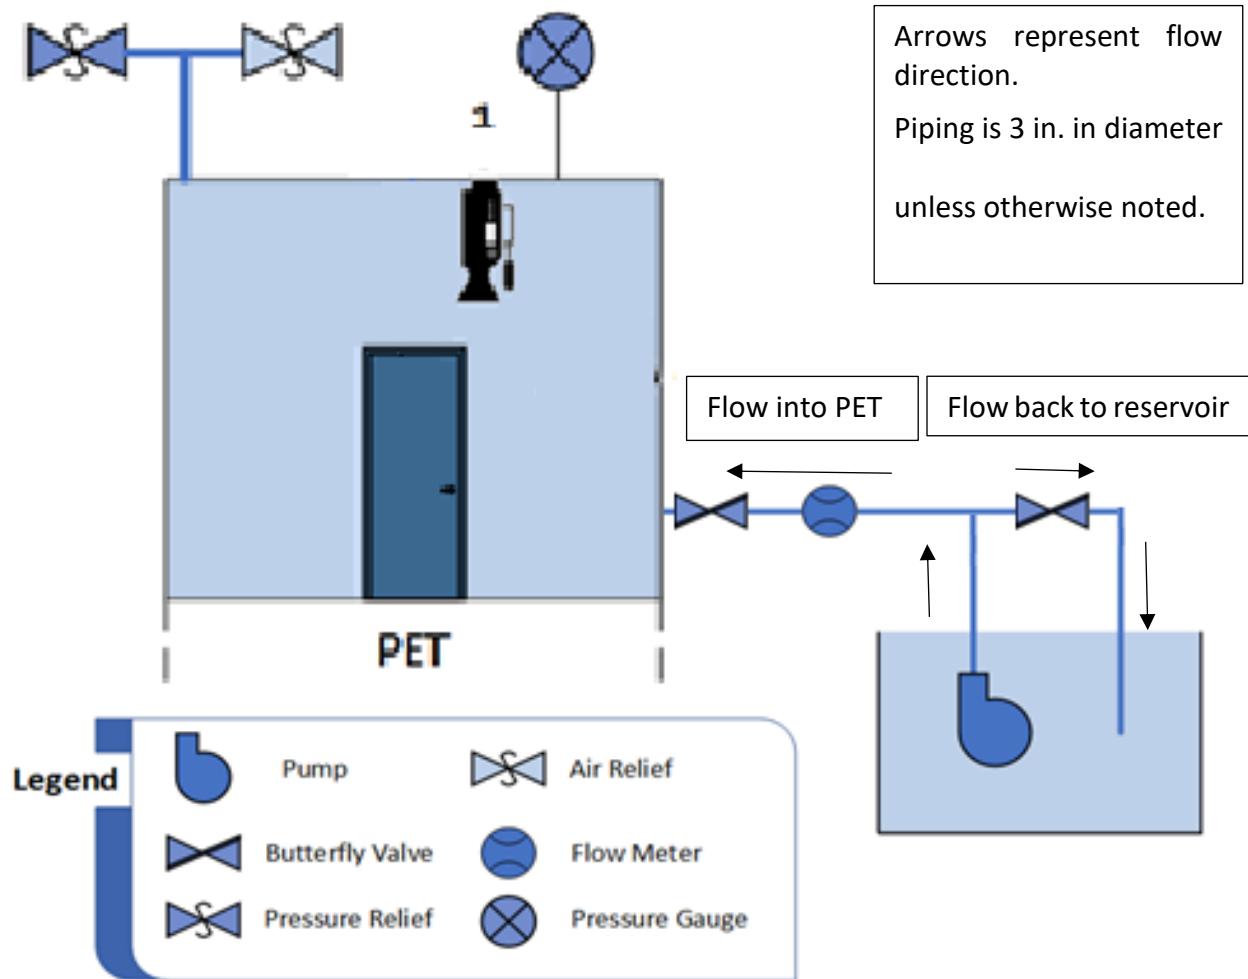 Arrows represent flow
direction.
Piping is 3 in. in diameter
unless otherwise noted.
1
Flow into PET
Flow back to reservoir
PET
Legend
Pump
Air Relief
Butterfly Valve
Flow Meter
Pressure Relief
Pressure Gauge